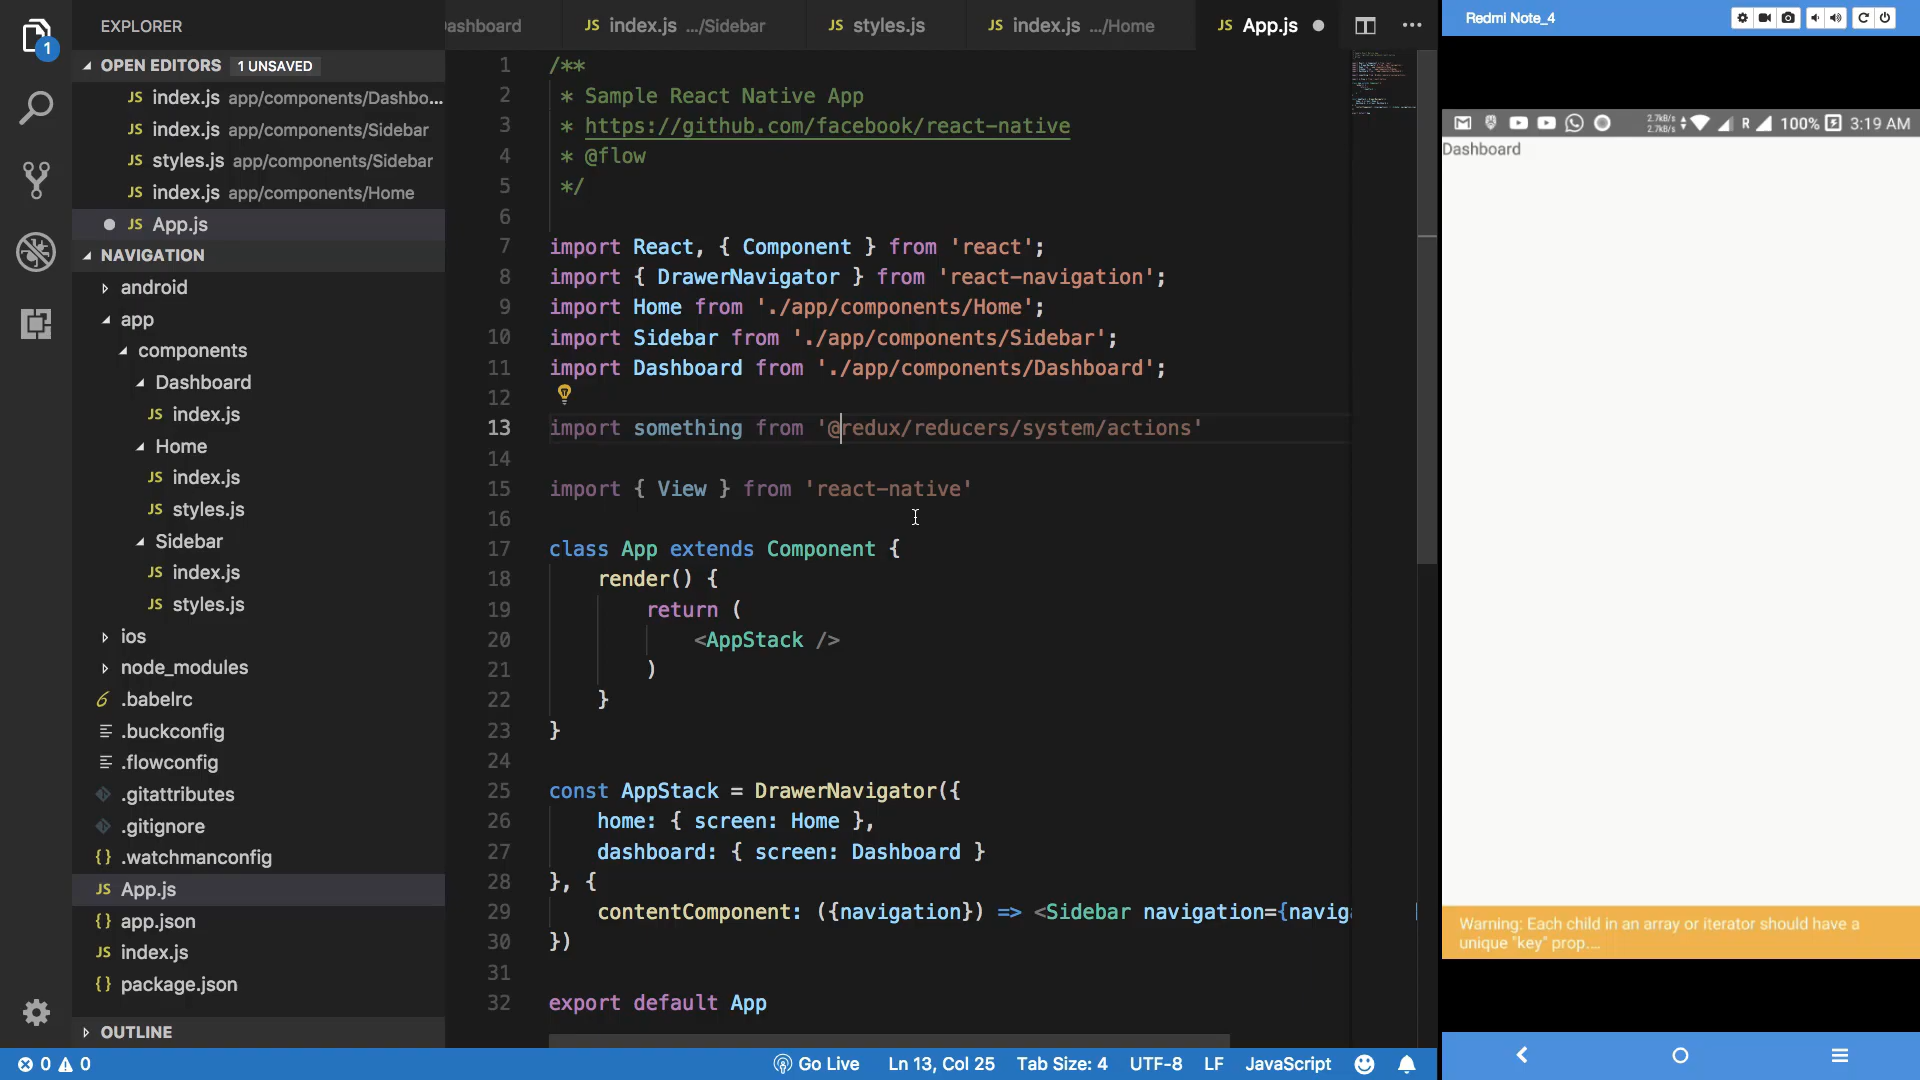 EXPLORER
OPEN EDITORS 1 UNSAVED
JS index.js app/components/Dashbo...
JS index.js app/components/Sidebar
JS styles.js app/components/Sidebar
JS index.js app/components/Home
JS App.js
NAVIGATION
android
app
components
Dashboard
JS index.js
Home
JS index.js
JS styles.js
Sidebar
JS index.js
JS styles.js
ios
node_modules
.babelrc
.buckconfig
.flowconfig
.gitattributes
.gitignore
{} .watchmanconfig
JS App.js
{} app.json
JS index.js
{} package.json
OUTLINE
1
ashboard JS index.js .../Sidebar JS styles.js JS index.js .../Home JS App.js
1 /**
2 * Sample React Native App
3 * https://github.com/facebook/react-native
4 * @flow
5 */
6
7 import React, { Component } from 'react';
8 import { DrawerNavigator } from 'react-navigation';
9 import Home from './app/components/Home';
10 import Sidebar from './app/components/Sidebar';
11 import Dashboard from './app/components/Dashboard';
12
13 import something from '@redux/reducers/system/actions'
14
15 import { View } from 'react-native'
16
17 class App extends Component {
18 render() {
19 return (
20 <AppStack />
21 )
22 }
23 }
24
25 const AppStack = DrawerNavigator({
26 home: { screen: Home },
27 dashboard: { screen: Dashboard }
28 }, {
29 contentComponent: ({navigation}) => <Sidebar navigation={navig
30 })
31
32 export default App
0 0 Go Live Ln 13, Col 25 Tab Size: 4 UTF-8 LF JavaScript
Redmi Note_4
2.7kB/s
2.7kB/s R 100% 3:19 AM
Dashboard
Warning: Each child in an array or iterator should have a
unique "key" prop....